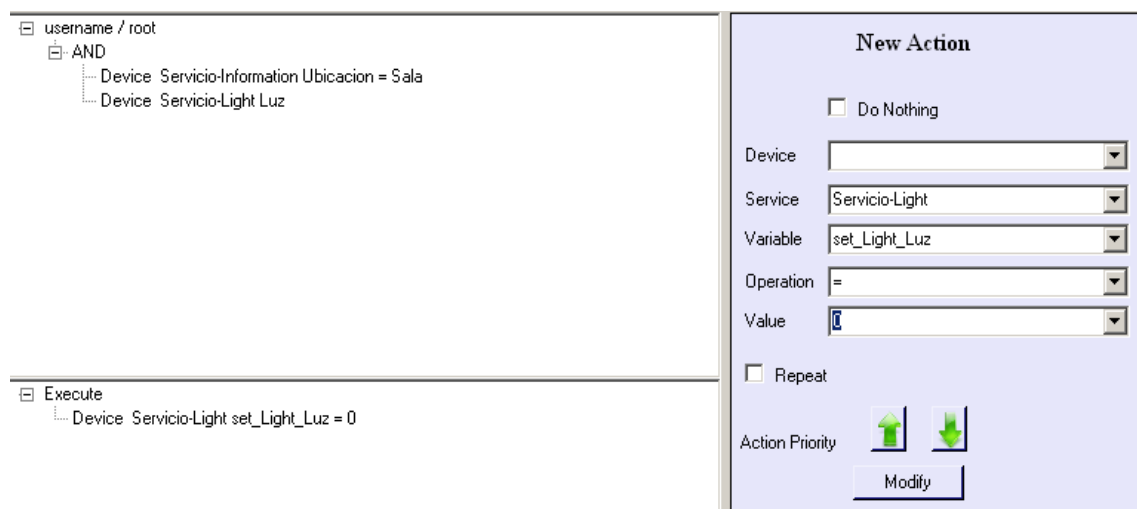 username / root
AND
Device Servicio-Information Ubicacion = Sala
Device Servicio-Light Luz
Execute
Device Servicio-Light set_Light_Luz = 0
New Action
Do Nothing
Device
Service Servicio-Light
Variable set_Light_Luz
Operation =
Value 0
Repeat
Action Priority
Modify